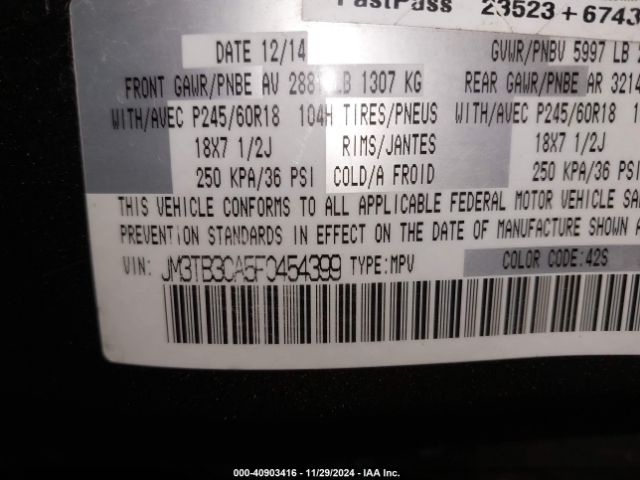 FastPass 23523+6743
DATE 12/14 GVWR/PNBV 5997 LB
FRONT GAWR/PNBE AV 2881 LB 1307 KG REAR GAWR/PNBE AR 3214
WITH/AVEC P245/60R18 104H TIRES/PNEUS WITH/AVEC P245/60R18
18X7 1/2J RIMS/JANTES 18X7 1/2J
250 KPA/36 PSI COLD/A FROID 250 KPA/36 PSI
THIS VEHICLE CONFORMS TO ALL APPLICABLE FEDERAL MOTOR VEHICLE
PREVENTION STANDARDS IN EFFECT ON THE DATE OF MANUFACTURE SHOWN
VIN: JM3TB3CA5F0454399 TYPE:MPV COLOR CODE:42S
000-40903416 - 11/29/2024 - IAAI.COM